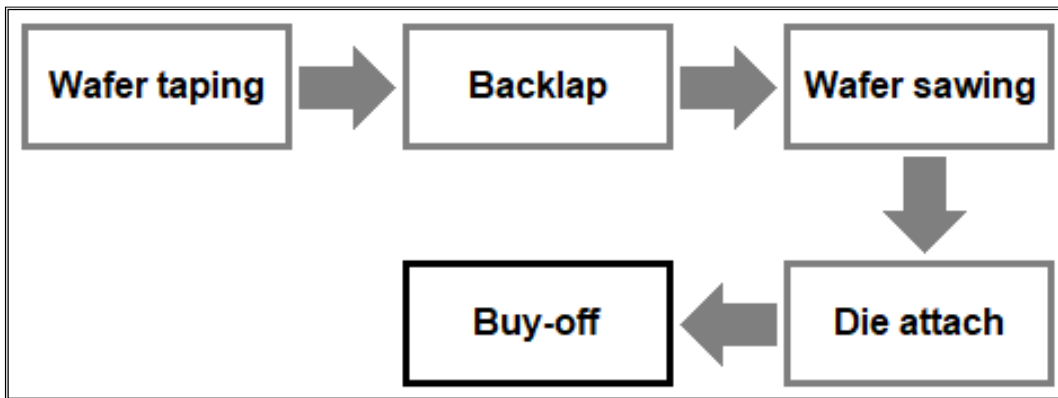 Wafer taping
Backlap
Wafer sawing
Buy-off
Die attach